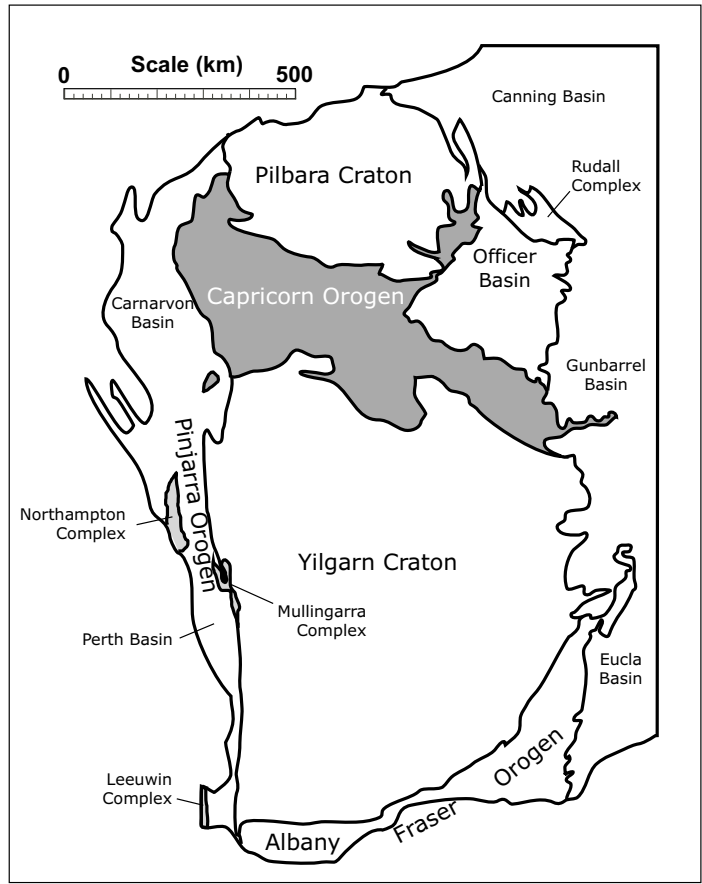 Scale (km)
0
500
Canning Basin
Pilbara Craton
Rudall
Complex
Officer
Basin
Capricorn Orogen
Carnarvon
Basin
Gunbarrel
Basin
Pinjarra Orogen
Northampton
Complex
Yilgarn Craton
Mullingarra
Complex
Perth Basin
Eucla
Basin
Leeuwin
Complex
Albany
Fraser
Orogen